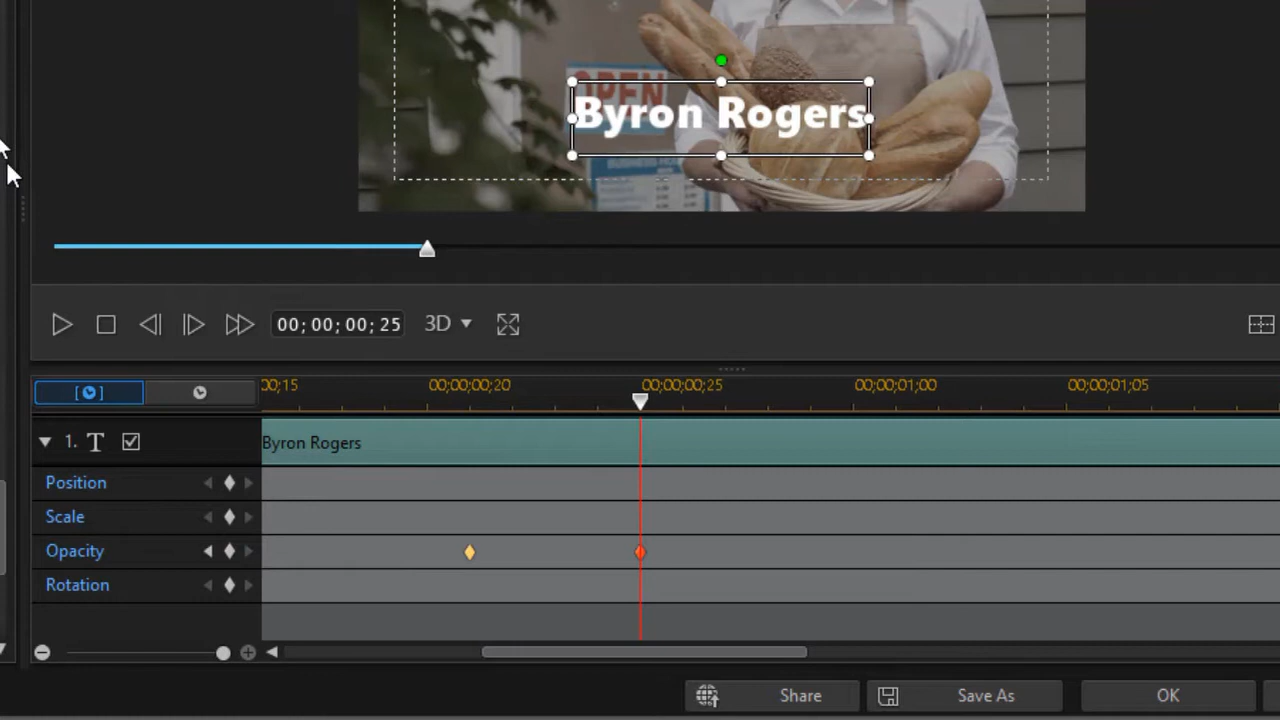 OPEN
Byron Rogers
00; 00; 00; 25
3D
00;15
00;00;00;20
00;00;00;25
00;00;01;00
00;00;01;05
1. T
Byron Rogers
Position
Scale
Opacity
Rotation
Share
Save As
OK